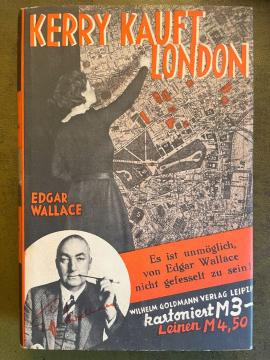 KERRY KAUFT
LONDON
EDGAR
WALLACE
Es ist unmöglich,
von Edgar Wallace
nicht gefesselt zu sein!
WILHELM GOLDMANN VERLAG LEIPZIG
kartoniert M3-
Leinen M 4,50